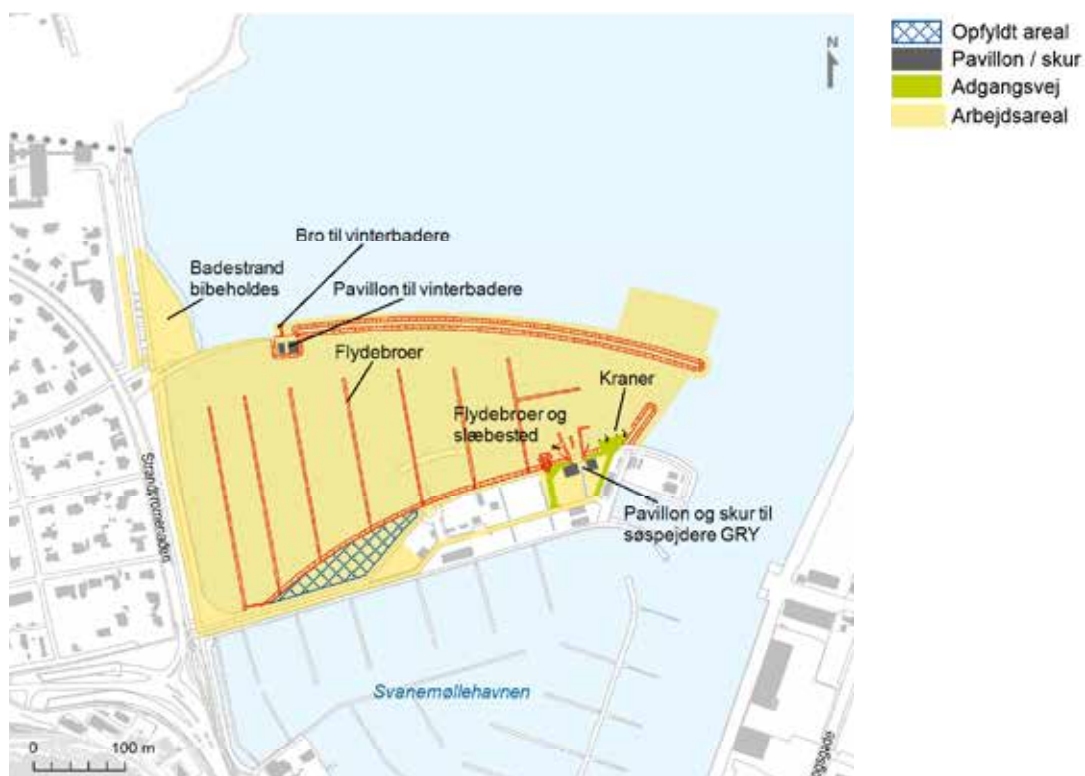 Opfyldt areal
Pavillon / skur
Adgangsvej
Arbejdsareal
N
Bro til vinterbadere
Badestrand
bibeholdes
Pavillon til vinterbadere
Flydebroer
Kraner
Flydebroer og
slæbested
Strandpromenaden
Pavillon og skur til
søspejdere GRY
Svanemøllehavnen
0 100 m